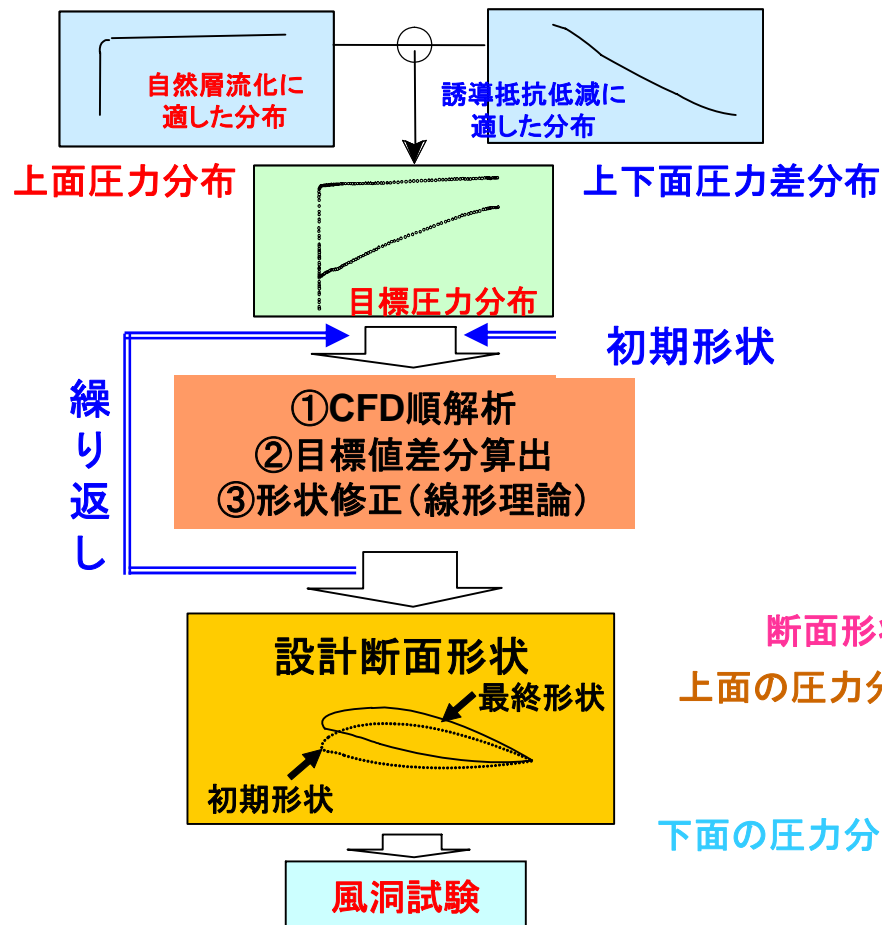 自然層流化に
適した分布
誘導抵抗低減に
適した分布
上面圧力分布
上下面圧力差分布
目標圧力分布
初期形状
繰り返し
①CFD順解析
②目標値差分算出
③形状修正(線形理論)
設計断面形状
最終形状
初期形状
断面形状
上面の圧力分
下面の圧力分
風洞試験